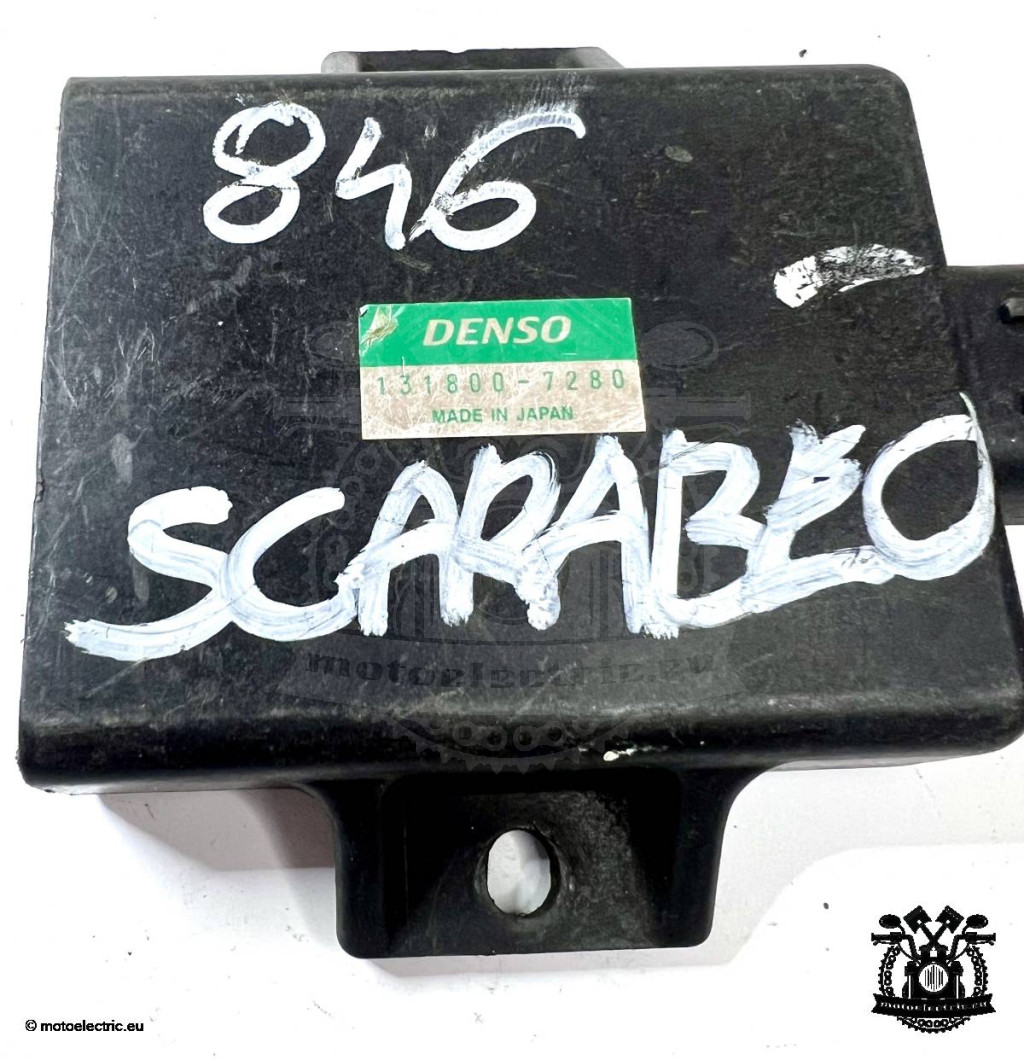 846
DENSO
131800-7280
MADE IN JAPAN
SCARABEO
motoelectric.eu
© motoelectric.eu